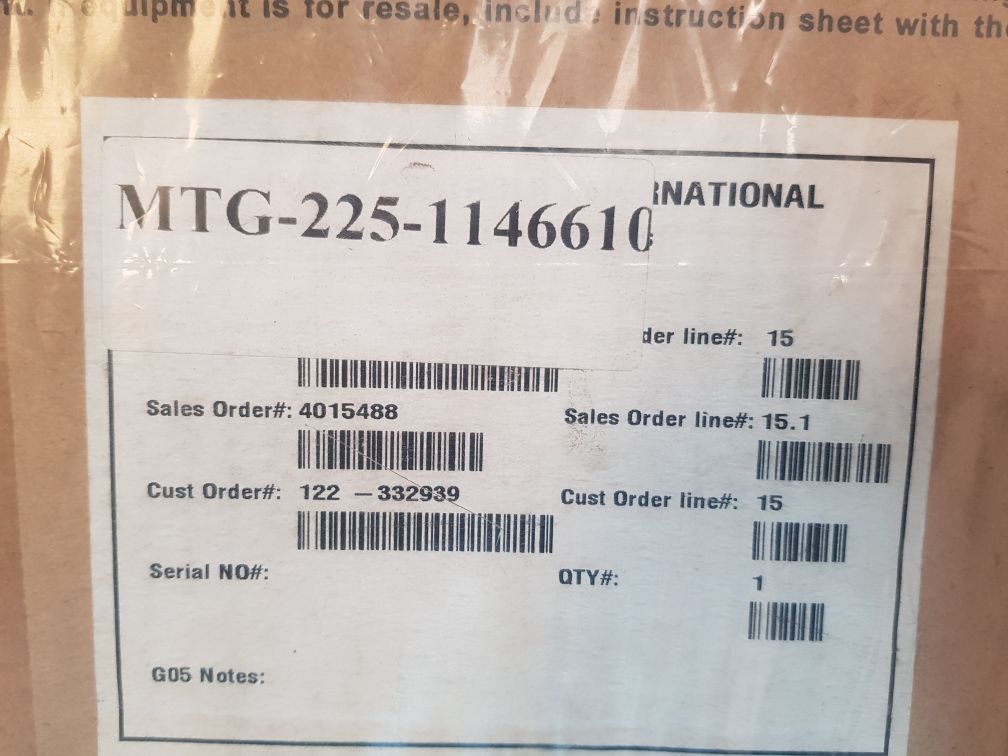 equipment is for resale, include instruction sheet with
RNATIONAL
MTG-225-1146610
der line#: 15
Sales Order#: 4015488
Sales Order line#: 15.1
Cust Order#: 122 -332939
Cust Order line#: 15
Serial NO#:
QTY#: 1
G05 Notes: